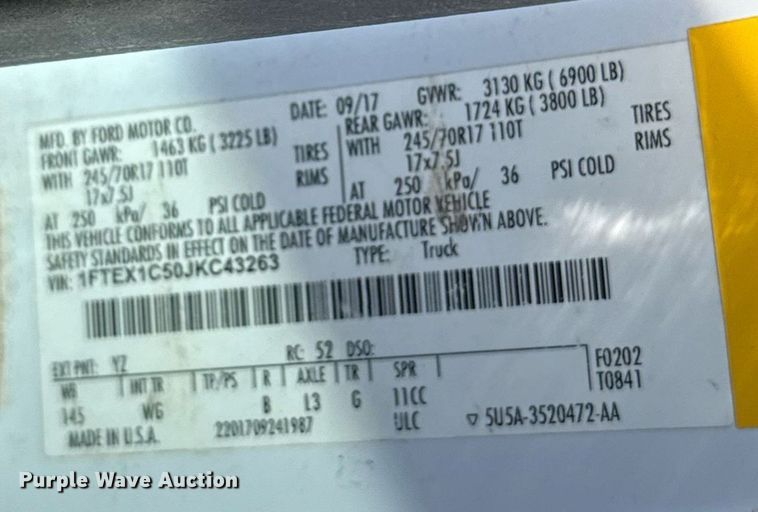 MFD. BY FORD MOTOR CO. DATE: 09/17 GVWR: 3130 KG ( 6900 LB)
FRONT GAWR: 1463 KG ( 3225 LB) REAR GAWR: 1724 KG ( 3800 LB)
WITH 245/70R17 110T TIRES WITH 245/70R17 110T TIRES
17x7.5J RIMS 17x7.5J RIMS
AT 250 kPa/ 36 PSI COLD AT 250 kPa/ 36 PSI COLD
THIS VEHICLE CONFORMS TO ALL APPLICABLE FEDERAL MOTOR VEHICLE
SAFETY STANDARDS IN EFFECT ON THE DATE OF MANUFACTURE SHOWN ABOVE.
VIN: 1FTEX1C50JKC43263 TYPE: Truck
EXT PNT: YZ RC: 52 DSO: F0202
WB INT TR TP/PS R AXLE TR SPR T0841
145 WG B L3 G 11CC
ULC 5U5A-3520472-AA
MADE IN U.S.A. 2201709241987
Purple Wave Auction